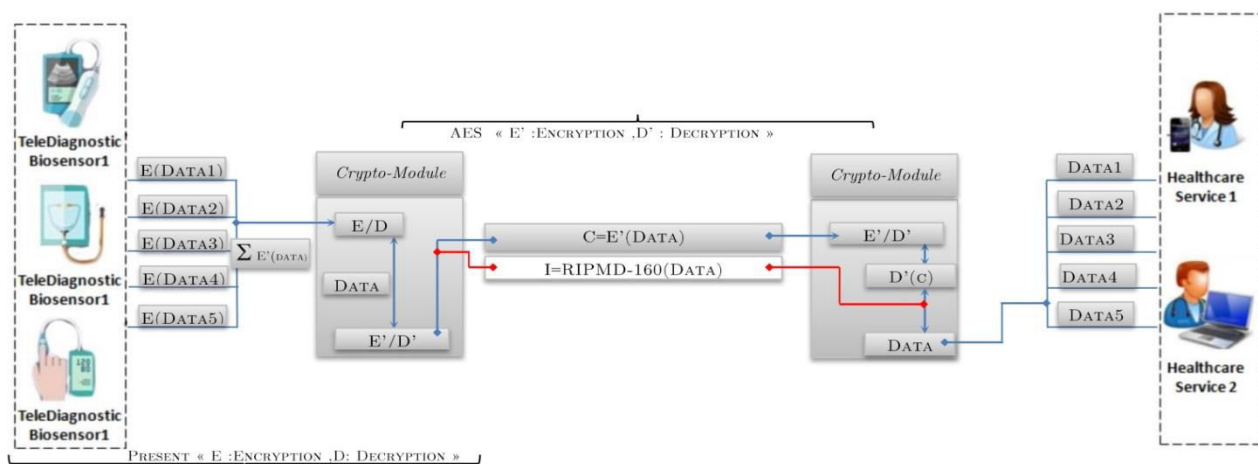 AES « E' :ENCRYPTION ,D' : DECRYPTION »
TeleDiagnostic
Biosensor1
TeleDiagnostic
Biosensor1
TeleDiagnostic
Biosensor1
E(DATA1)
E(DATA2)
E(DATA3)
E(DATA4)
E(DATA5)
∑ E'(DATA)
Crypto-Module
E/D
DATA
E'/D'
C=E'(DATA)
I=RIPMD-160(DATA)
Crypto-Module
E'/D'
D'(C)
DATA
DATA1
DATA2
DATA3
DATA4
DATA5
Healthcare
Service 1
Healthcare
Service 2
PRESENT « E :ENCRYPTION ,D: DECRYPTION »